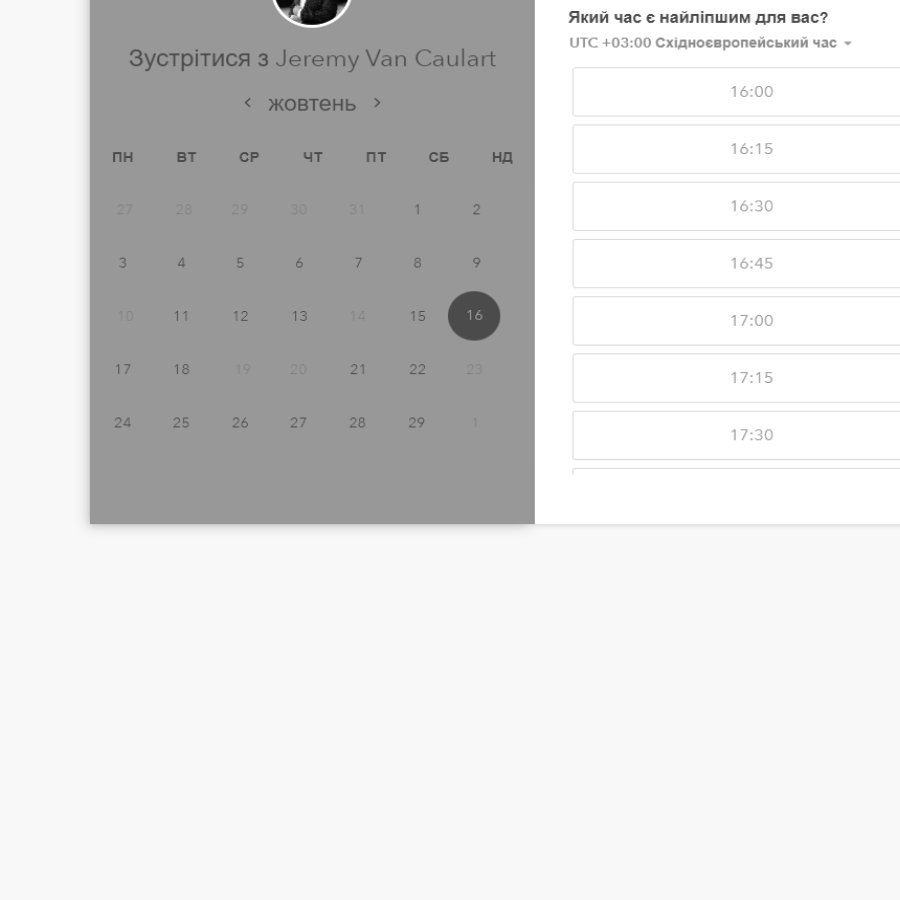 Зустрітися з Jeremy Van Caulart
жовтень
ПН ВТ СР ЧТ ПТ СБ НД
27 28 29 30 31 1 2
3 4 5 6 7 8 9
10 11 12 13 14 15 16
17 18 19 20 21 22 23
24 25 26 27 28 29 1
Який час є найліпшим для вас?
UTC +03:00 Східноєвропейський час
16:00
16:15
16:30
16:45
17:00
17:15
17:30